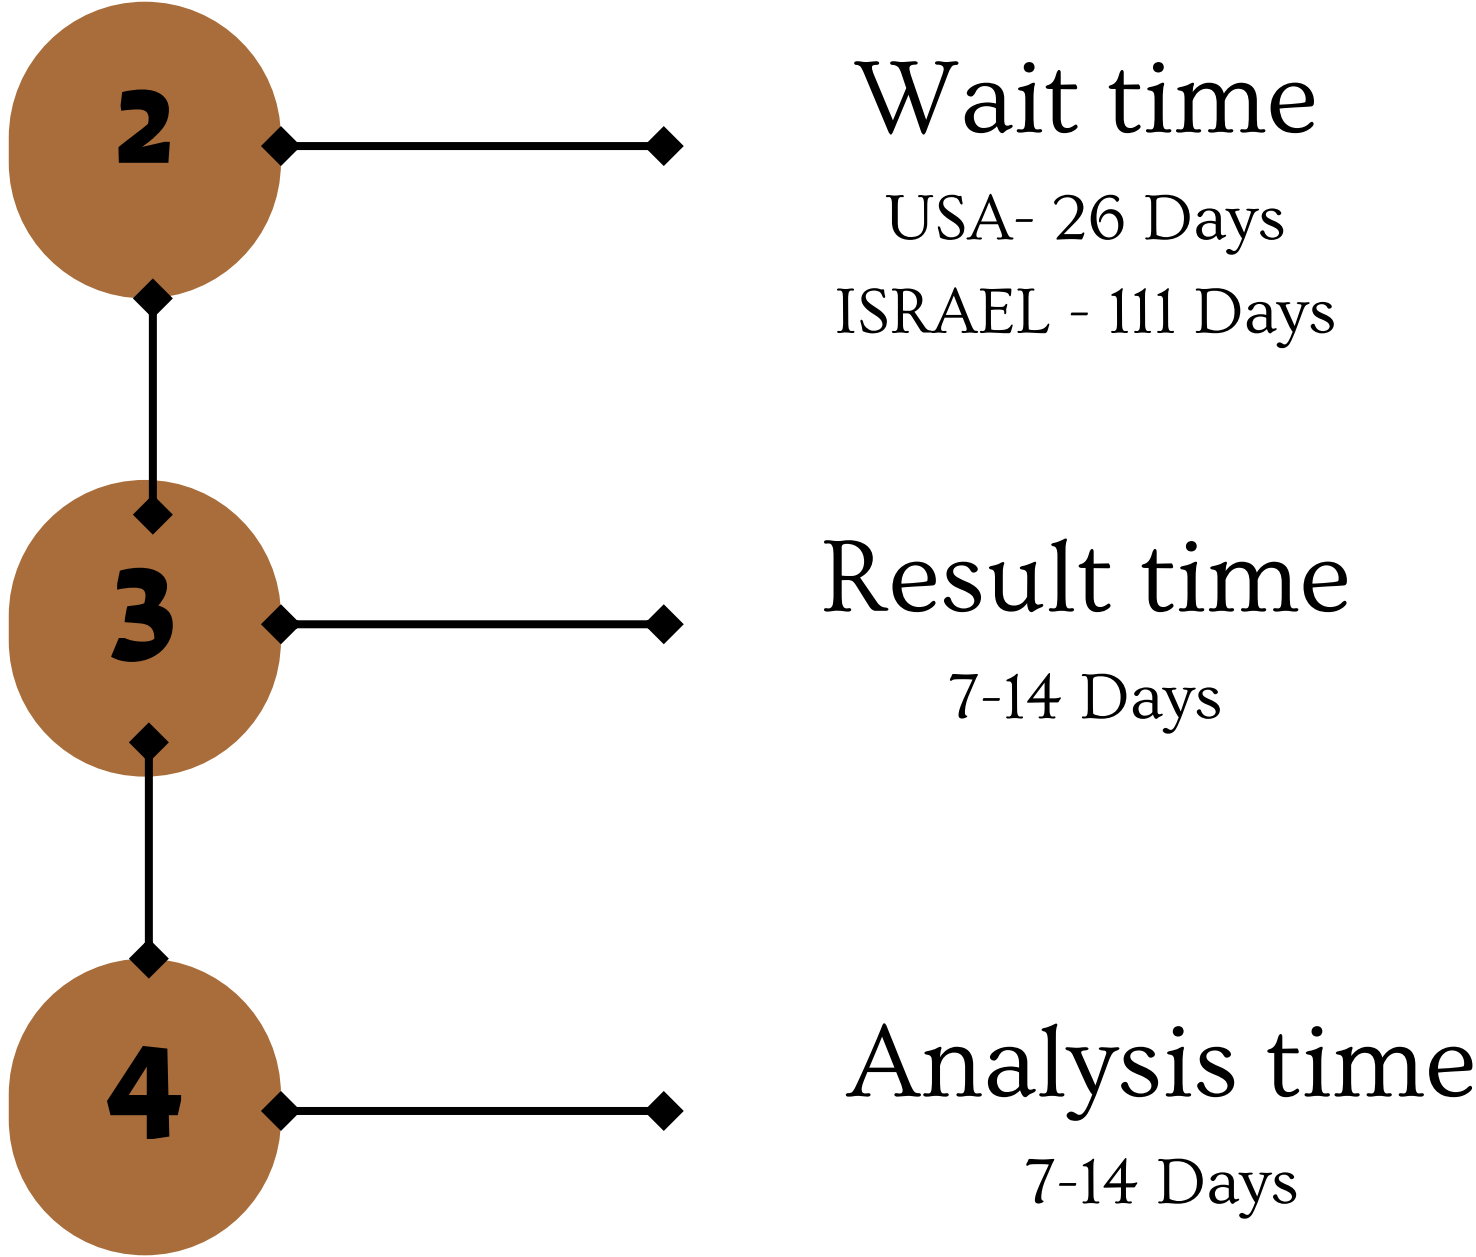 2
Wait time
USA- 26 Days
ISRAEL - 111 Days
3
Result time
7-14 Days
4
Analysis time
7-14 Days